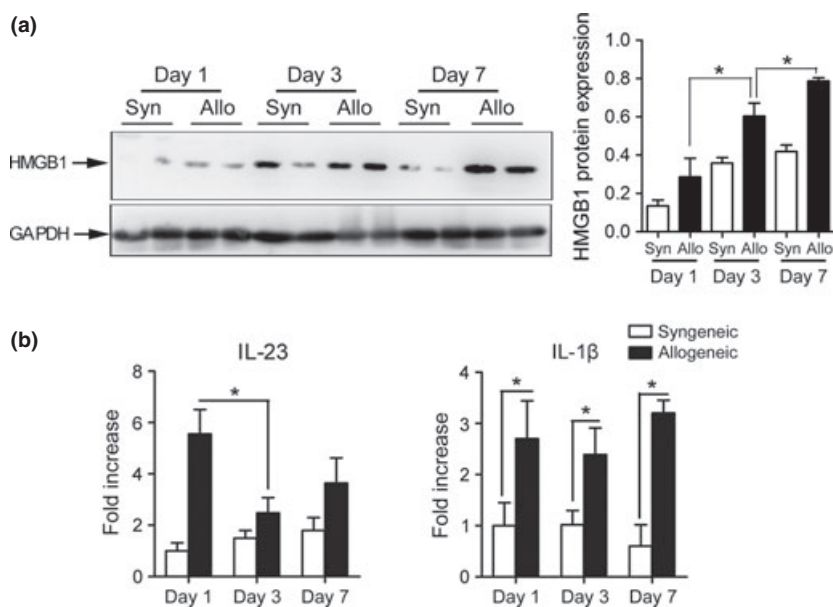 (a)
Day 1 Day 3 Day 7
Syn Allo Syn Allo Syn Allo
HMGB1
GAPDH
HMGB1 protein expression
1.0
0.8
0.6
0.4
0.2
0.0
* *
Syn Allo Syn Allo Syn Allo
Day 1 Day 3 Day 7
(b)
IL-23
Fold increase
8
6
4
2
0
*
Day 1 Day 3 Day 7
IL-1β
Syngeneic
Allogeneic
Fold increase
4
3
2
1
0
* * *
Day 1 Day 3 Day 7